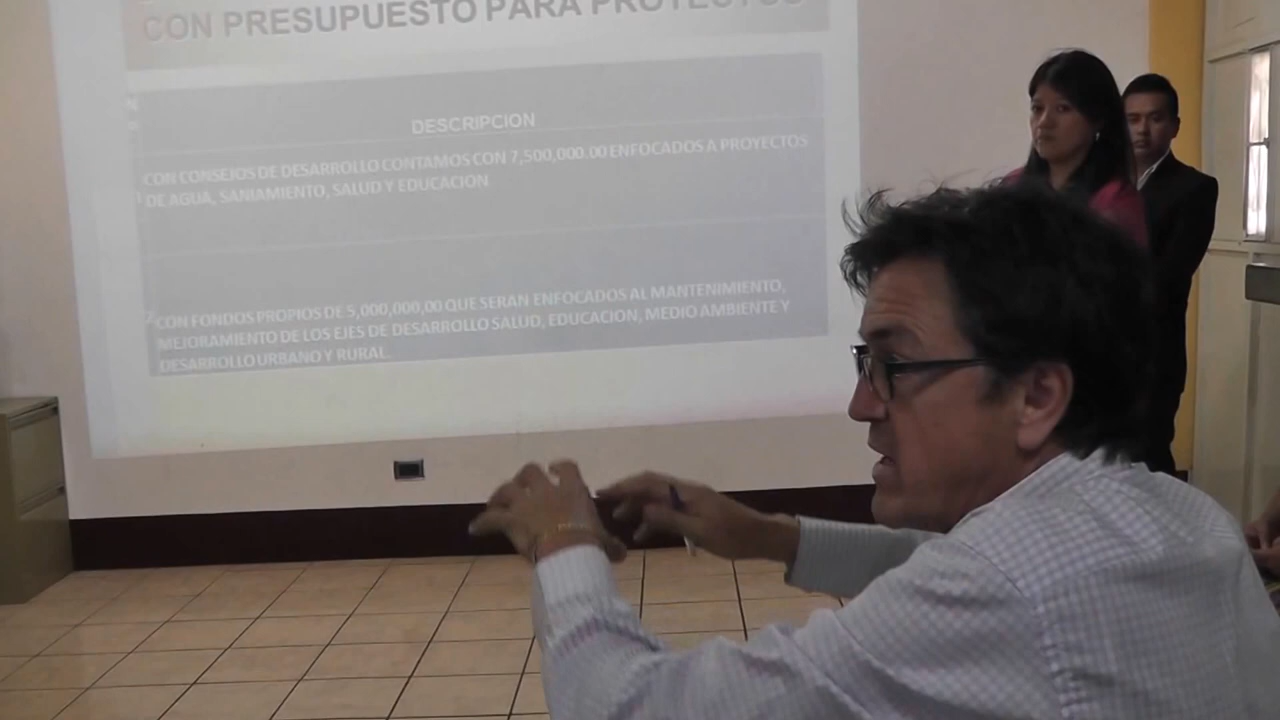 CON PRESUPUESTO PARA PROYECTOS
DESCRIPCION
CON CONSEJOS DE DESARROLLO CONTAMOS CON 7,500,000.00 ENFOCADOS A PROYECTOS
1 DE AGUA, SANIAMIENTO, SALUD Y EDUCACION
2 CON FONDOS PROPIOS DE 5,000,000,00 QUE SERAN ENFOCADOS AL MANTENIMIENTO,
MEJORAMIENTO DE LOS EJES DE DESARROLLO SALUD, EDUCACION, MEDIO AMBIENTE Y
DESARROLLO URBANO Y RURAL.